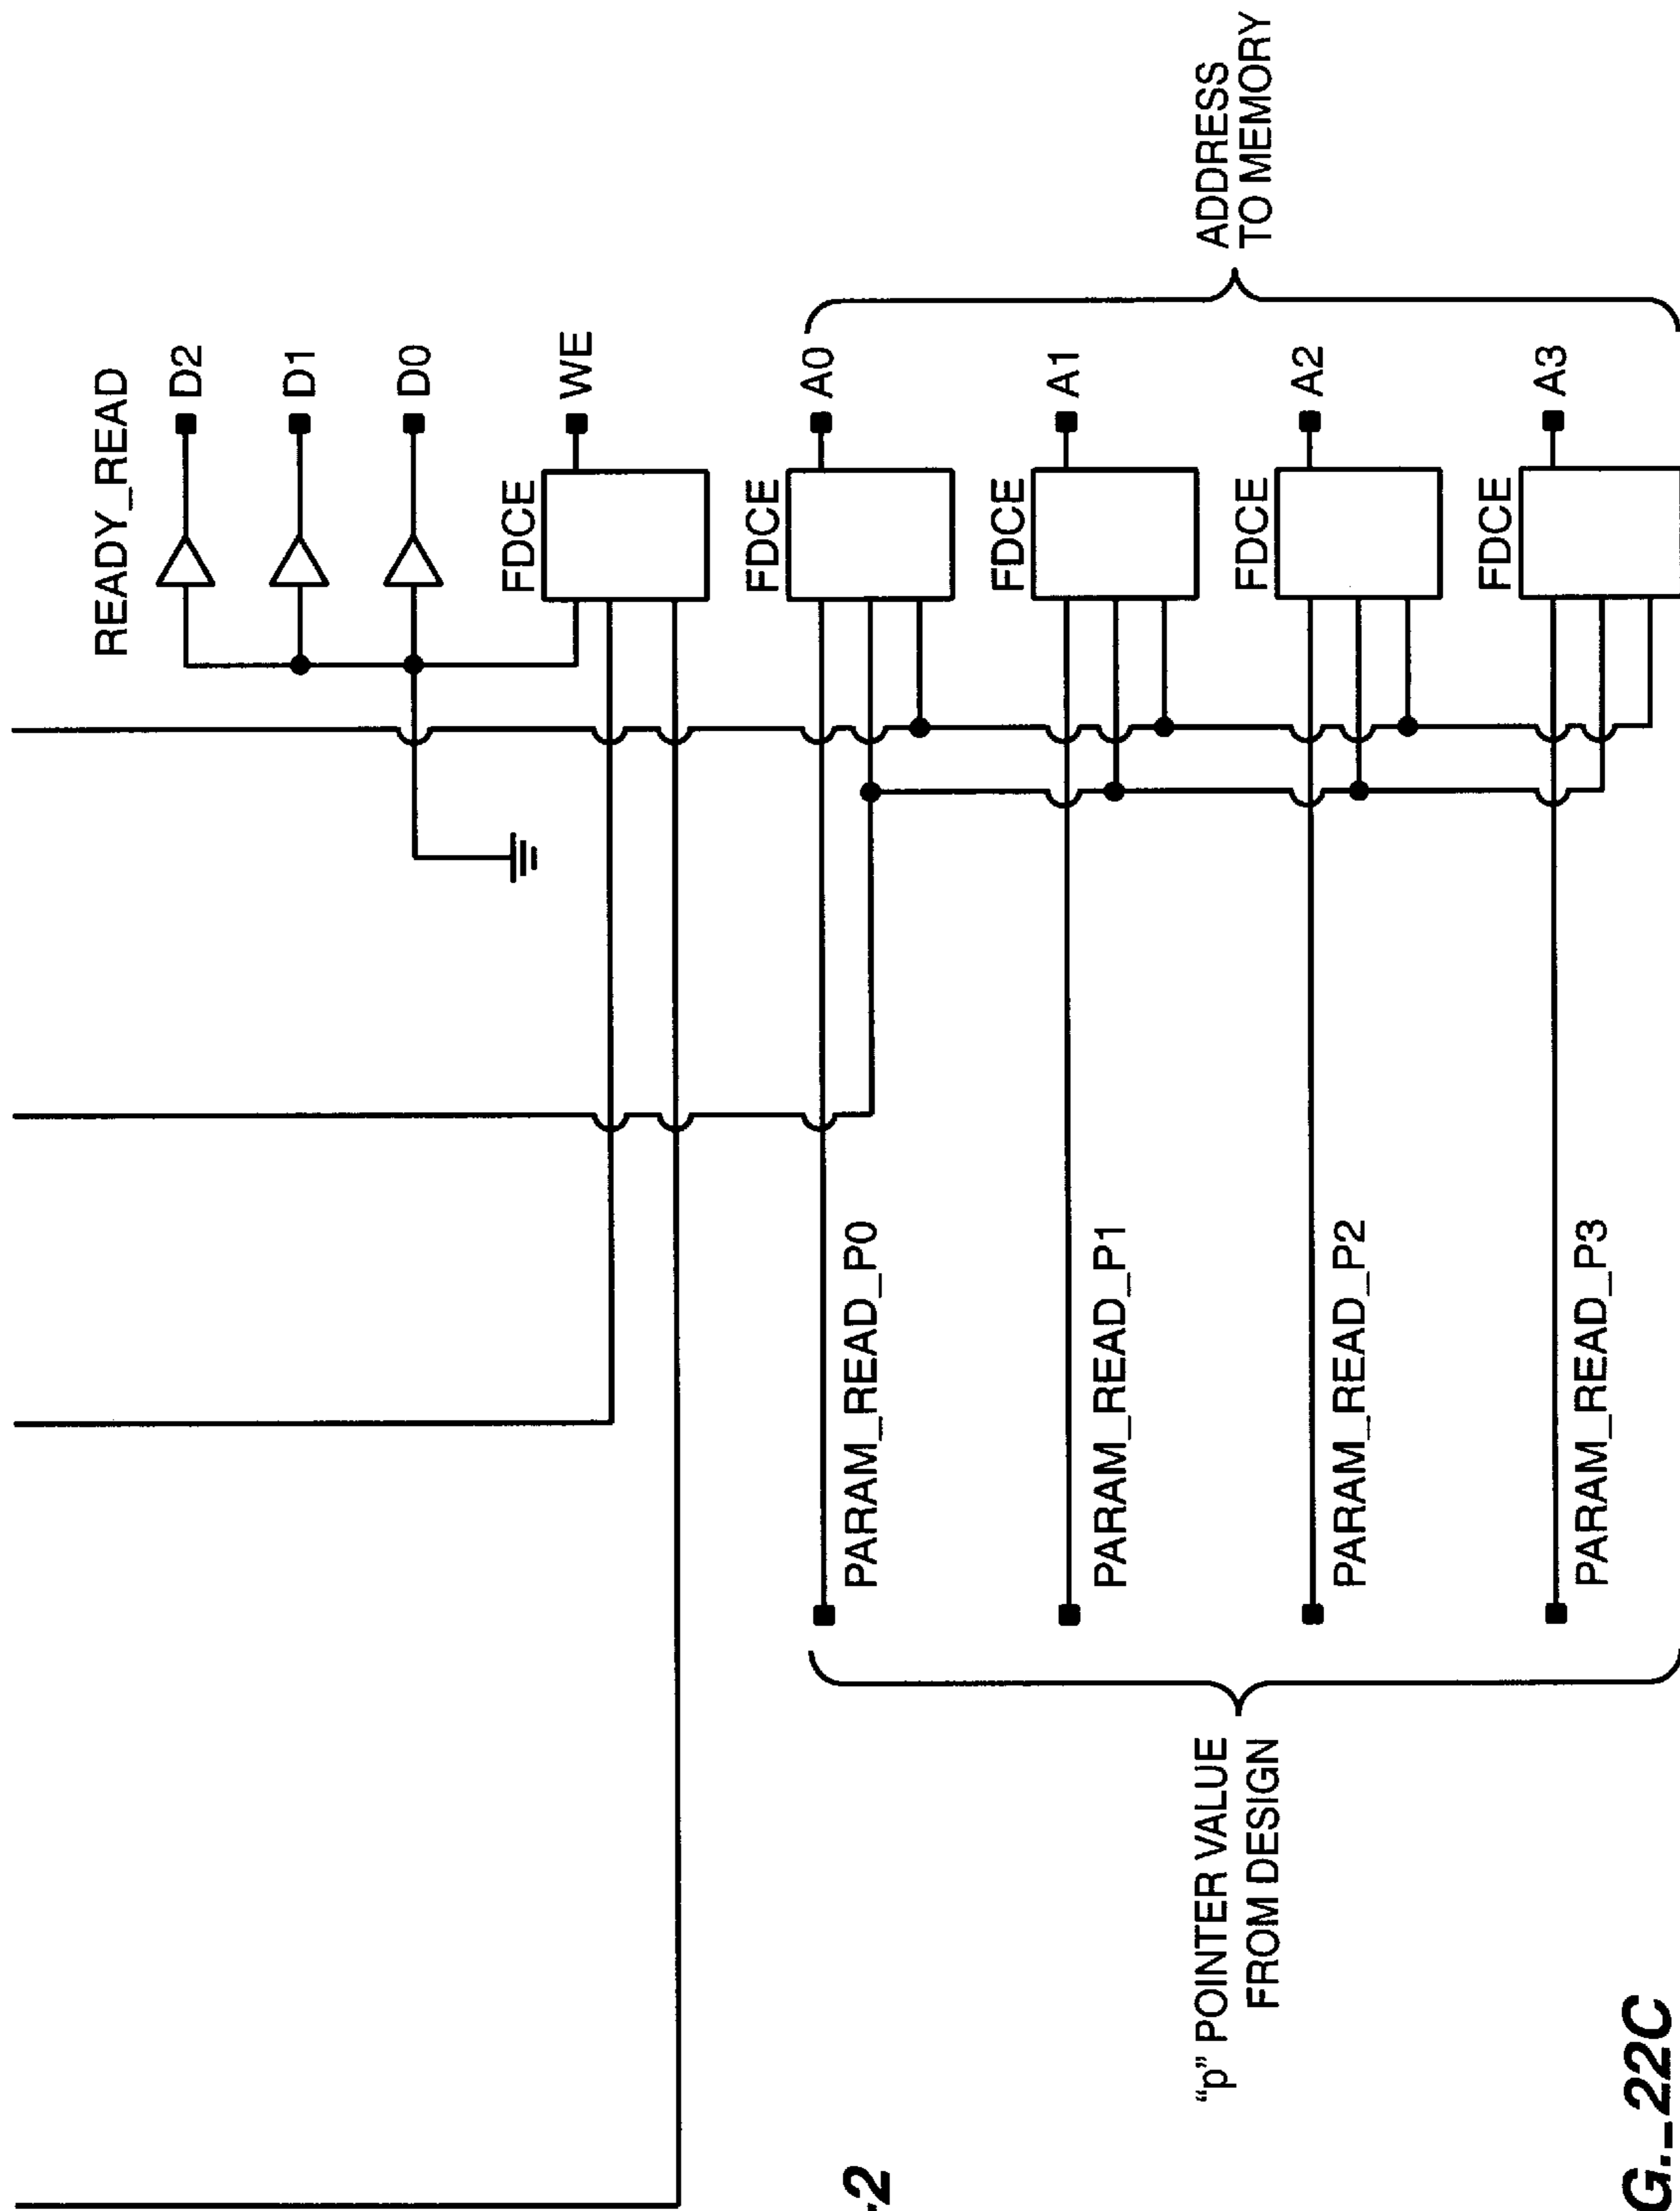 READY_READ
D2
D1
D0
FDCE
WE
FDCE
A0
FDCE
A1
FDCE
A2
FDCE
A3
ADDRESS
TO MEMORY
PARAM_READ_P0
PARAM_READ_P1
PARAM_READ_P2
PARAM_READ_P3
“p” POINTER VALUE
FROM DESIGN
-2
G._22C